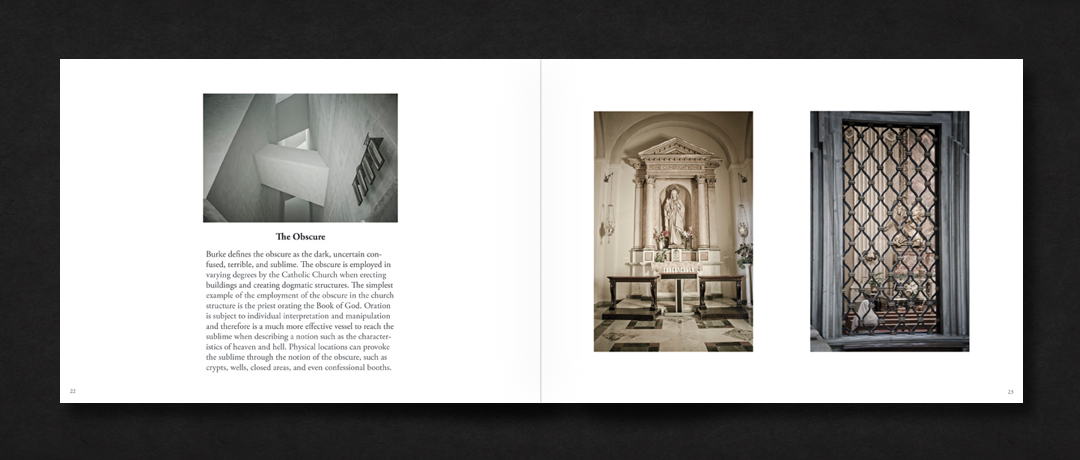 The Obscure
Burke defines the obscure as the dark, uncertain con-
fused, terrible, and sublime. The obscure is employed in
varying degrees by the Catholic Church when erecting
buildings and creating dogmatic structures. The simplest
example of the employment of the obscure in the church
structure is the priest orating the Book of God. Oration
is subject to individual interpretation and manipulation
and therefore is a much more effective vessel to reach the
sublime when describing a notion such as the character-
istics of heaven and hell. Physical locations can provoke
the sublime through the notion of the obscure, such as
crypts, wells, closed areas, and even confessional booths.
22
23